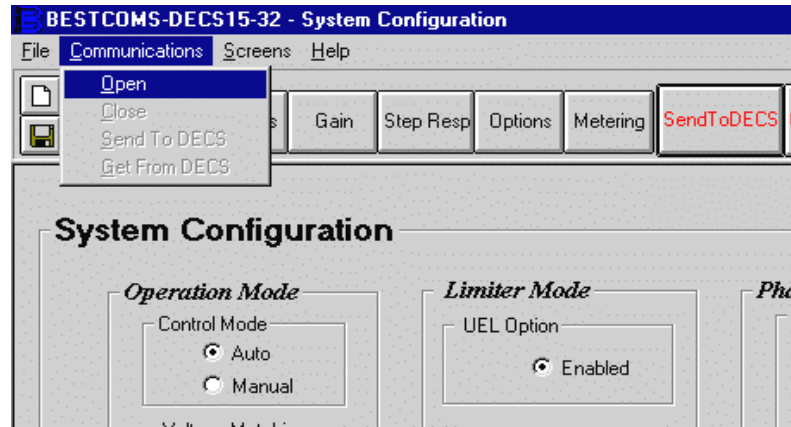 BESTCOMS-DECS15-32 - System Configuration
File Communications Screens Help
Open
Close
Send To DECS
Get From DECS
Gain Step Resp Options Metering SendToDECS
System Configuration
Operation Mode
Control Mode
Auto
Manual
Limiter Mode
UEL Option
Enabled